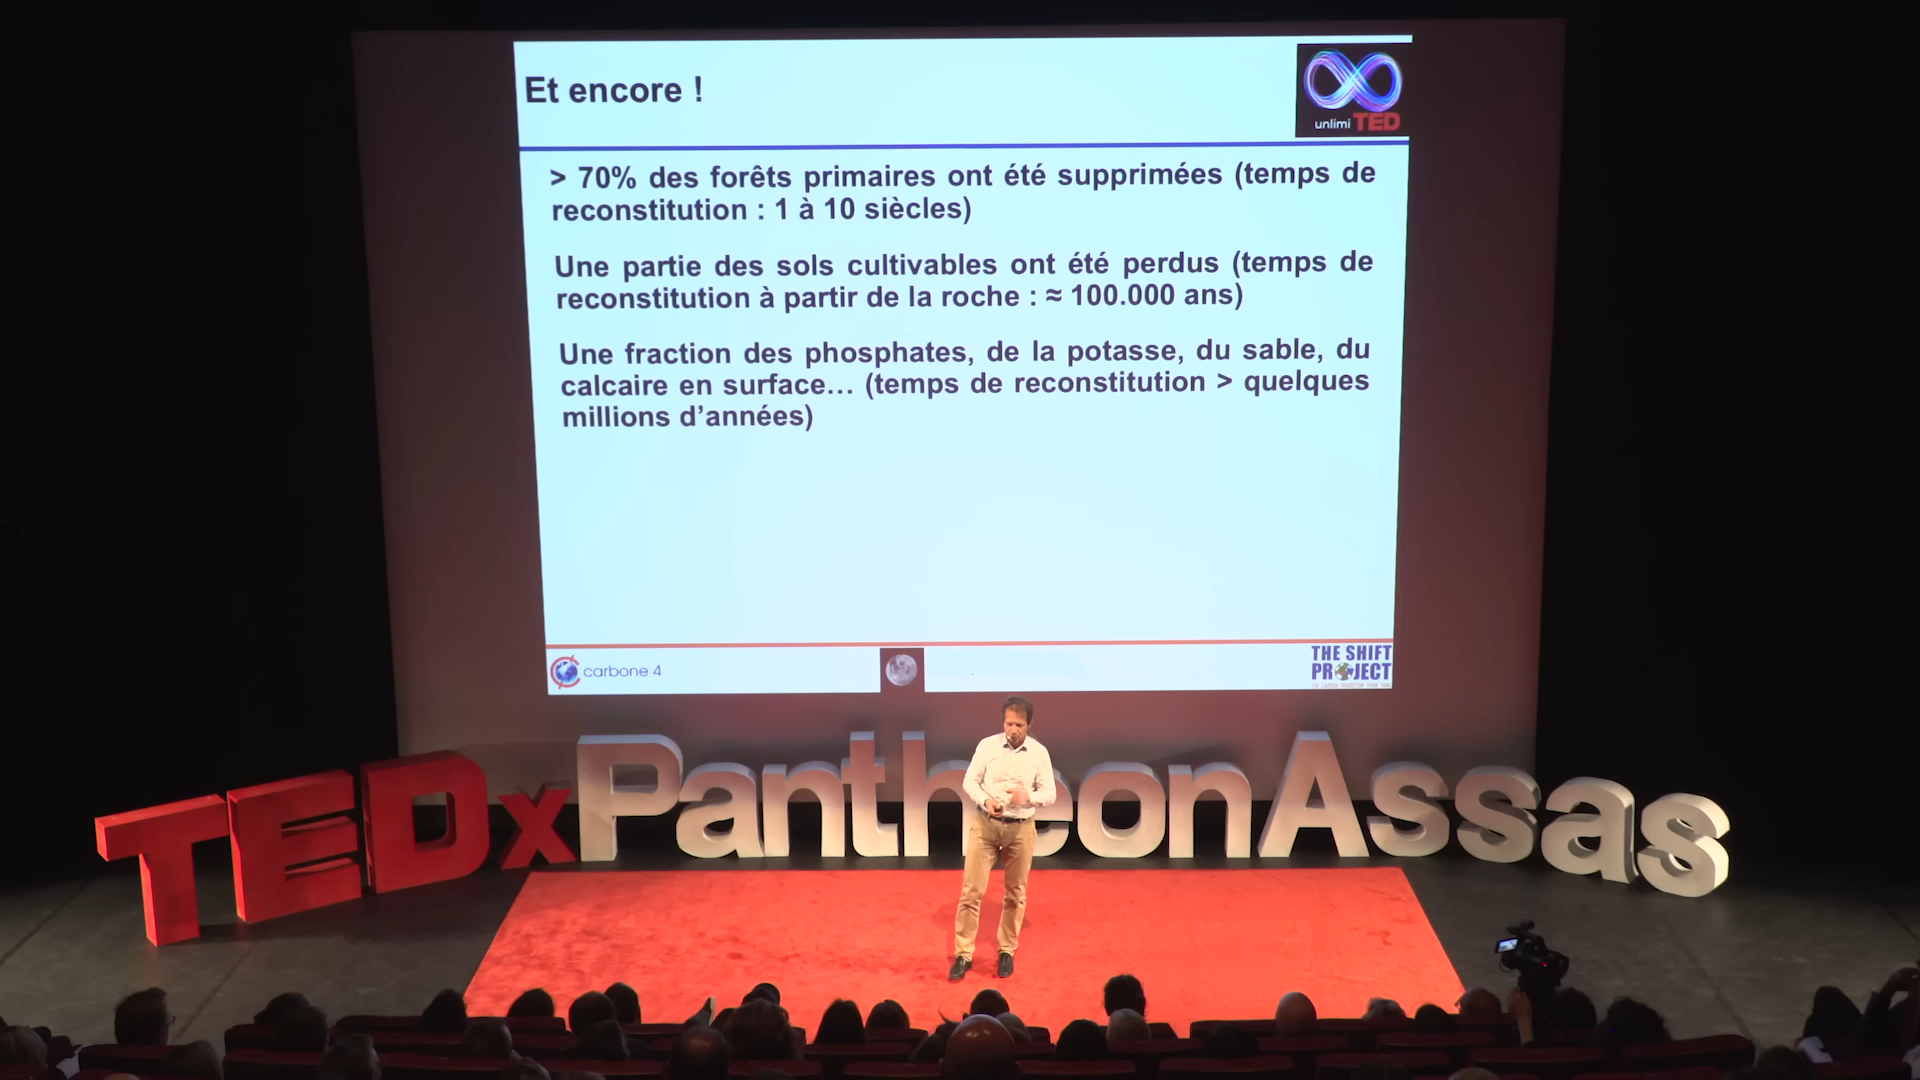 Et encore !
unlimiTED
> 70% des forêts primaires ont été supprimées (temps de
reconstitution : 1 à 10 siècles)
Une partie des sols cultivables ont été perdus (temps de
reconstitution à partir de la roche : ≈ 100.000 ans)
Une fraction des phosphates, de la potasse, du sable, du
calcaire en surface… (temps de reconstitution > quelques
millions d’années)
carbone 4
THE SHIFT
PROJECT
TEDxPantheonAssas